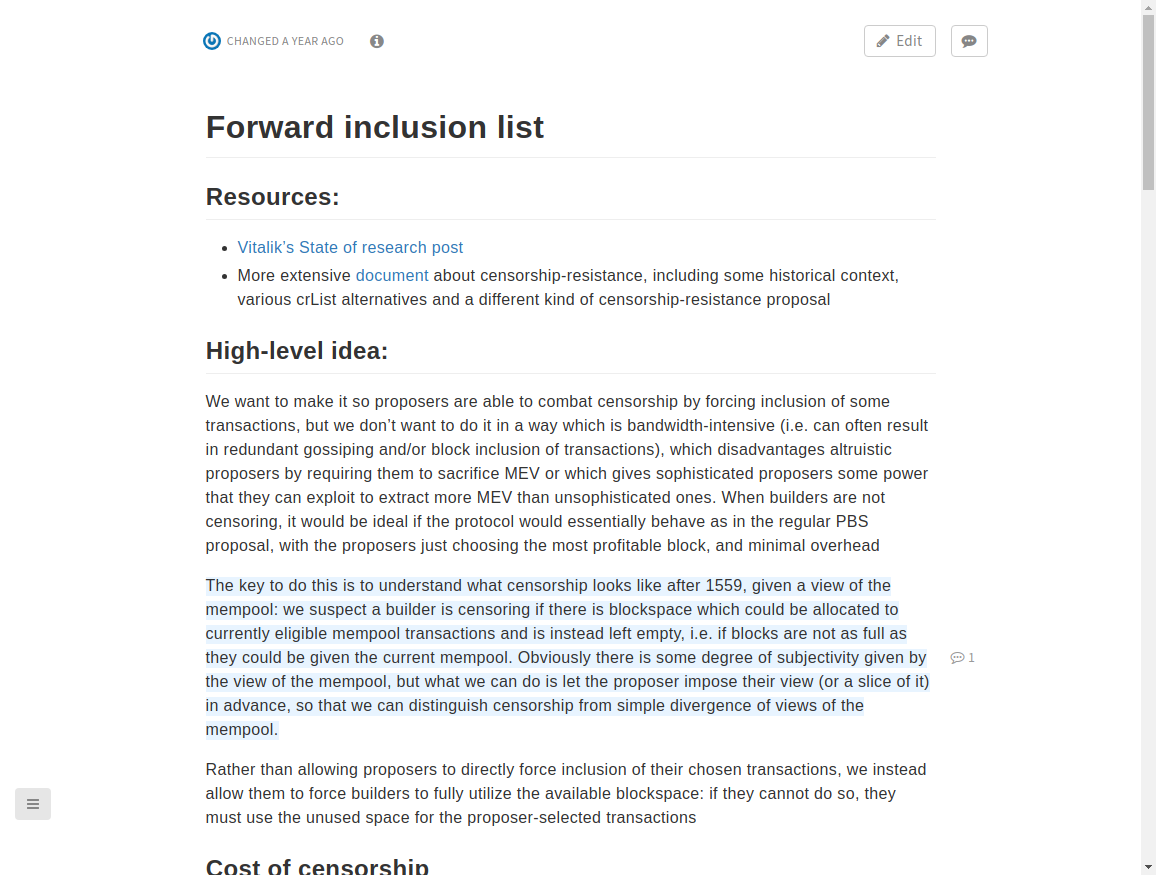 CHANGED A YEAR AGO
Edit
Forward inclusion list
Resources:
Vitalik’s State of research post
More extensive document about censorship-resistance, including some historical context,
various crList alternatives and a different kind of censorship-resistance proposal
High-level idea:
We want to make it so proposers are able to combat censorship by forcing inclusion of some
transactions, but we don’t want to do it in a way which is bandwidth-intensive (i.e. can often result
in redundant gossiping and/or block inclusion of transactions), which disadvantages altruistic
proposers by requiring them to sacrifice MEV or which gives sophisticated proposers some power
that they can exploit to extract more MEV than unsophisticated ones. When builders are not
censoring, it would be ideal if the protocol would essentially behave as in the regular PBS
proposal, with the proposers just choosing the most profitable block, and minimal overhead
The key to do this is to understand what censorship looks like after 1559, given a view of the
mempool: we suspect a builder is censoring if there is blockspace which could be allocated to
currently eligible mempool transactions and is instead left empty, i.e. if blocks are not as full as
they could be given the current mempool. Obviously there is some degree of subjectivity given by
the view of the mempool, but what we can do is let the proposer impose their view (or a slice of it)
in advance, so that we can distinguish censorship from simple divergence of views of the
mempool.
1
Rather than allowing proposers to directly force inclusion of their chosen transactions, we instead
allow them to force builders to fully utilize the available blockspace: if they cannot do so, they
must use the unused space for the proposer-selected transactions
Cost of censorship